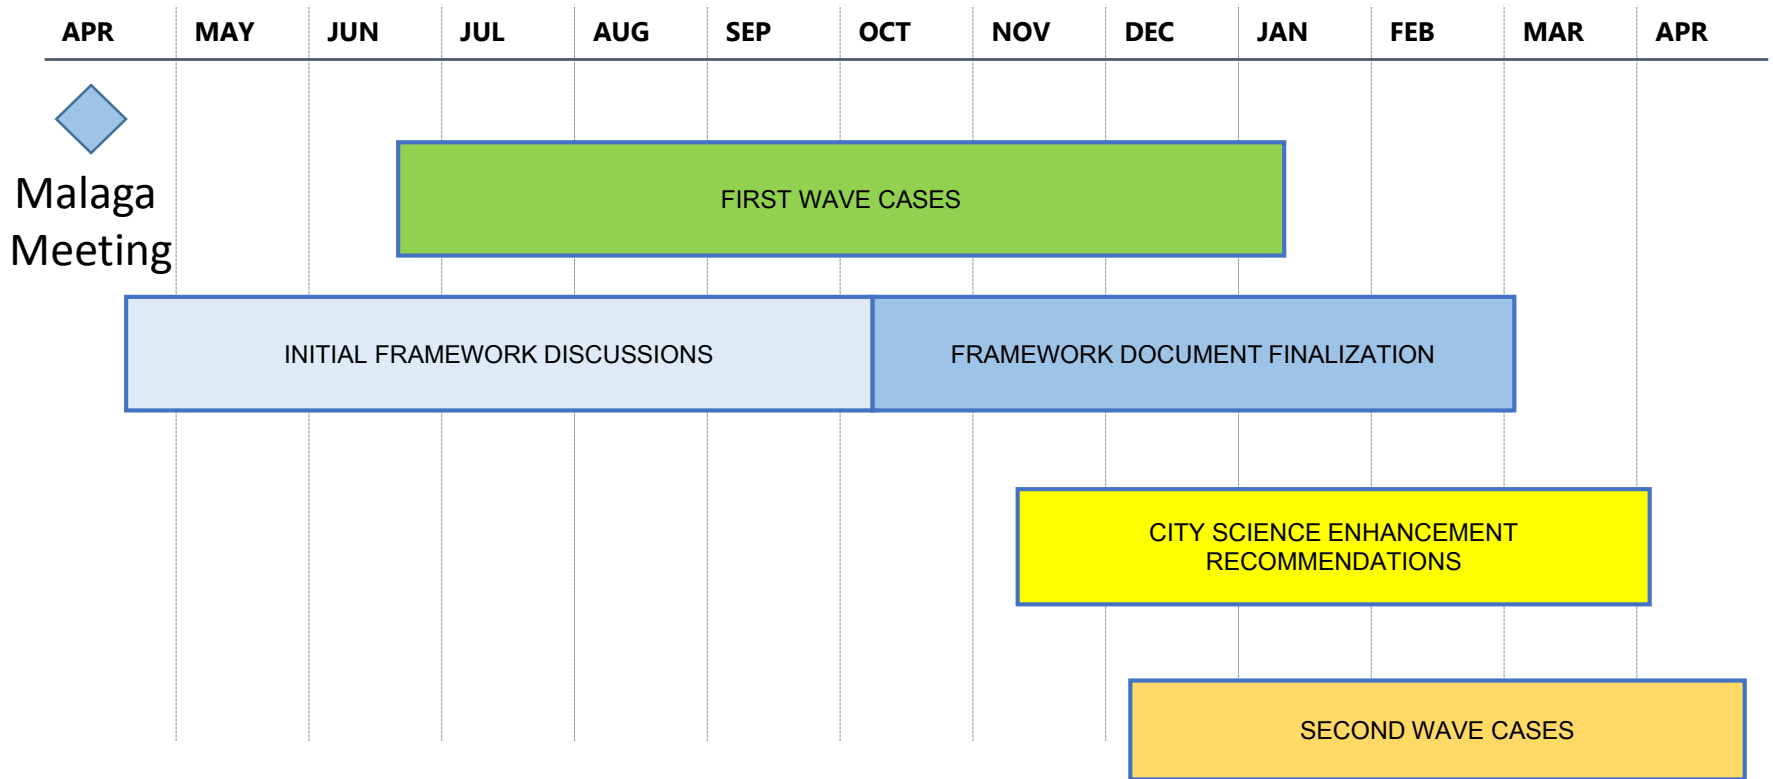 APR MAY JUN JUL AUG SEP OCT NOV DEC JAN FEB MAR APR
Malaga
Meeting
FIRST WAVE CASES
INITIAL FRAMEWORK DISCUSSIONS
FRAMEWORK DOCUMENT FINALIZATION
CITY SCIENCE ENHANCEMENT
RECOMMENDATIONS
SECOND WAVE CASES